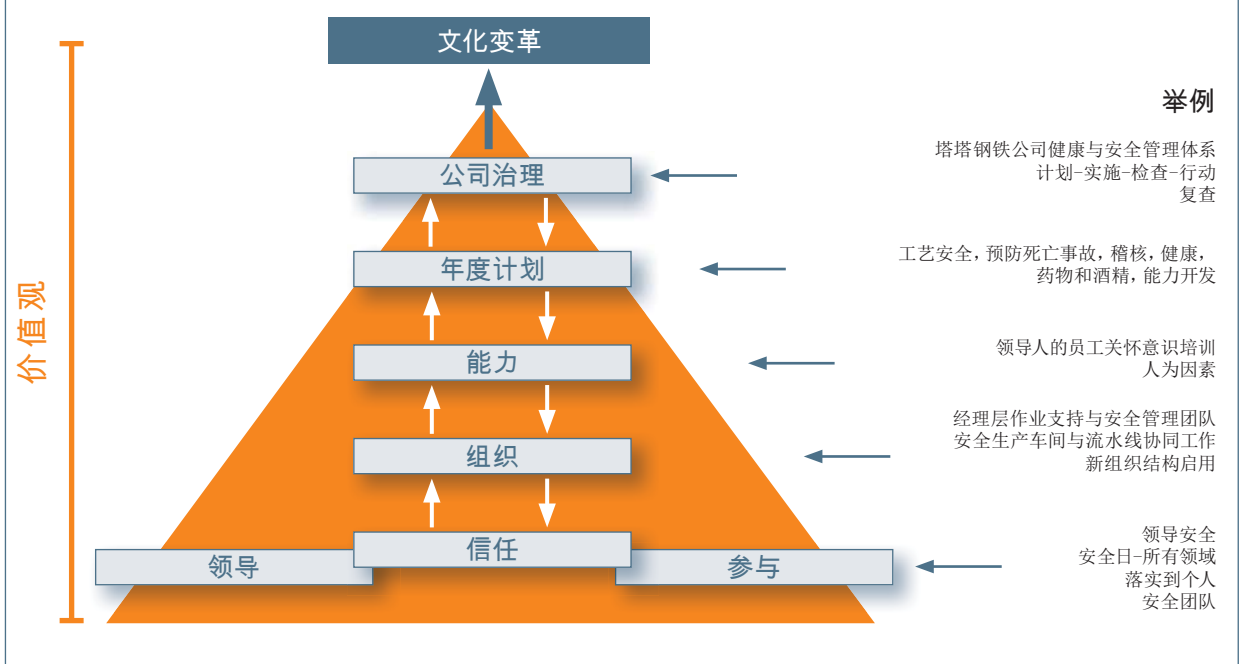 文化变革
举例
公司治理
塔塔钢铁公司健康与安全管理体系
计划-实施-检查-行动
复查
年度计划
工艺安全，预防死亡事故，稽核，健康，
药物和酒精，能力开发
价值观
能力
领导人的员工关怀意识培训
人为因素
组织
经理层作业支持与安全管理团队
安全生产车间与流水线协同工作
新组织结构启用
信任
领导
参与
领导安全
安全日-所有领域
落实到个人
安全团队